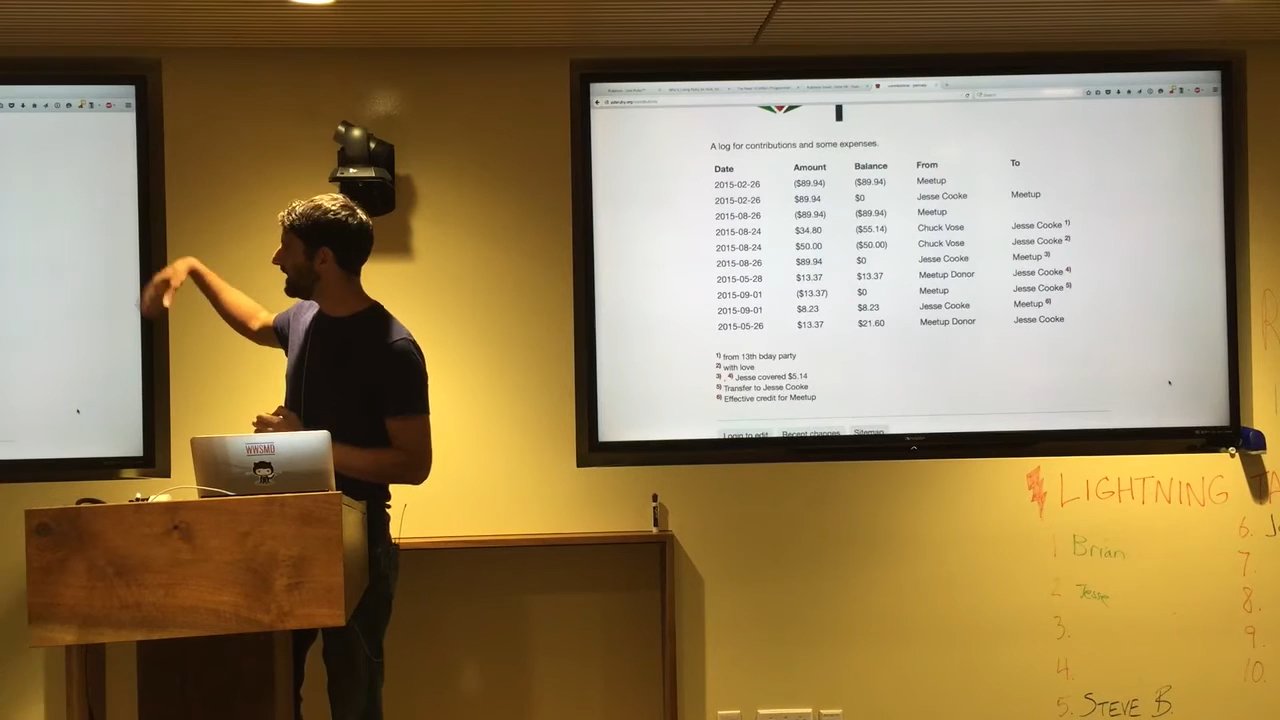 A log for contributions and some expenses.
Date Amount Balance From To
2015-02-26 ($89.94) ($89.94) Meetup
2015-02-26 $89.94 $0 Jesse Cooke Meetup
2015-08-26 ($89.94) ($89.94) Meetup
2015-08-24 $34.80 ($55.14) Chuck Vose Jesse Cooke 1)
2015-08-24 $50.00 ($50.00) Chuck Vose Jesse Cooke 2)
2015-08-26 $89.94 $0 Jesse Cooke Meetup 3)
2015-05-28 $13.37 $13.37 Meetup Donor Jesse Cooke 4)
2015-09-01 ($13.37) $0 Meetup Jesse Cooke 5)
2015-09-01 $8.23 $8.23 Jesse Cooke Meetup 6)
2015-05-26 $13.37 $21.60 Meetup Donor Jesse Cooke
1) from 13th bday party
2) with love
3) , 4) Jesse covered $5.14
5) Transfer to Jesse Cooke
6) Effective credit for Meetup
Login to edit Recent changes Sitemap
WWSMD
LIGHTNING TA
1 Brian
2 Jesse
3.
4.
5. STEVE B.
6. J
7.
8.
9.
10.